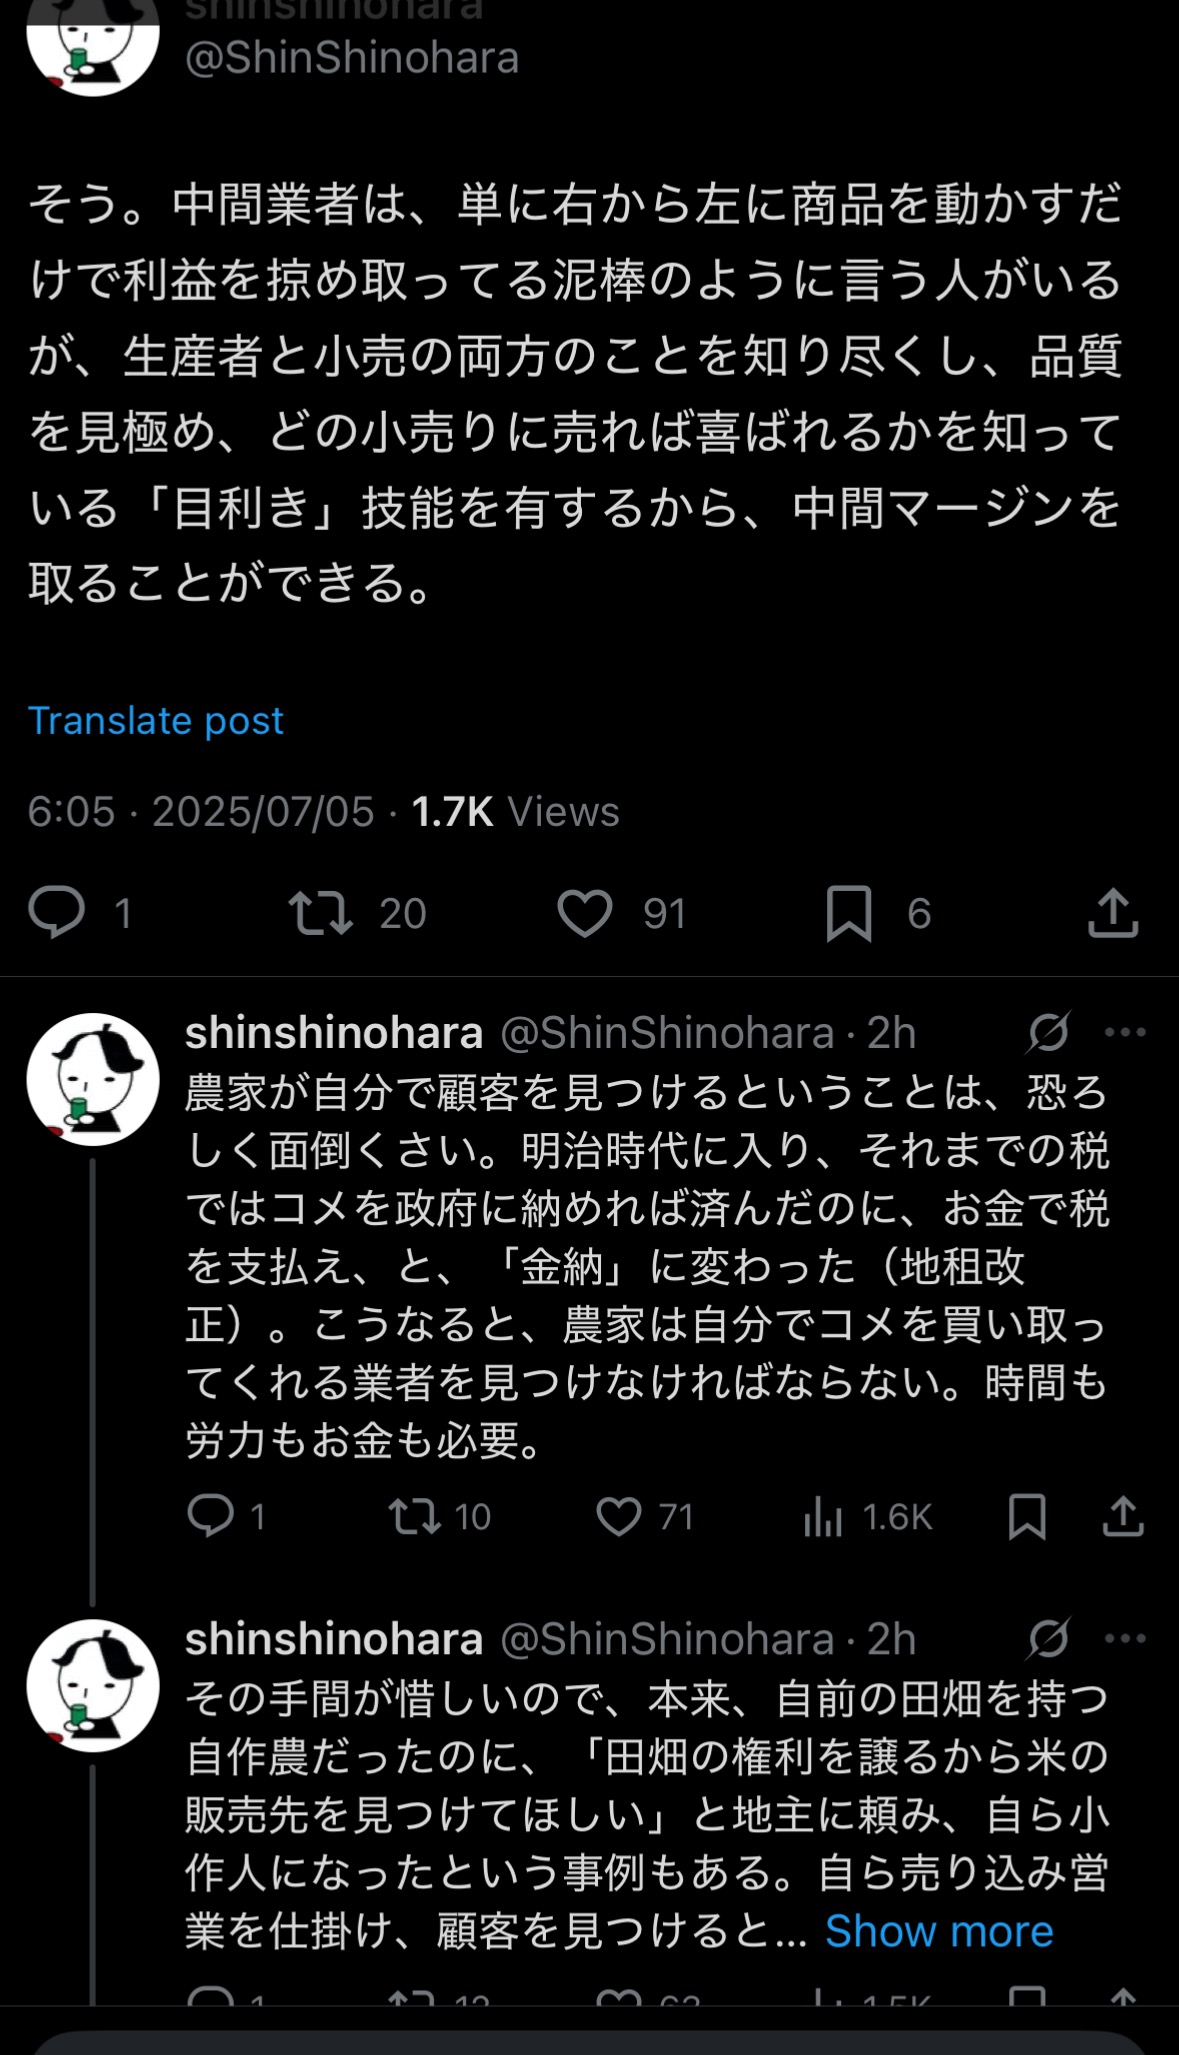 shinshinohara
@ShinShinohara
そう。中間業者は、単に右から左に商品を動かすだ
けで利益を掠め取ってる泥棒のように言う人がいる
が、生産者と小売の両方のことを知り尽くし、品質
を見極め、どの小売りに売れば喜ばれるかを知って
いる「目利き」技能を有するから、中間マージンを
取ることができる。
Translate post
6:05 · 2025/07/05 · 1.7K Views
1 20 91 6
shinshinohara @ShinShinohara · 2h
農家が自分で顧客を見つけるということは、恐ろ
しく面倒くさい。明治時代に入り、それまでの税
ではコメを政府に納めれば済んだのに、お金で税
を支払え、と、「金納」に変わった（地租改
正）。こうなると、農家は自分でコメを買い取っ
てくれる業者を見つけなければならない。時間も
労力もお金も必要。
1 10 71 1.6K
shinshinohara @ShinShinohara · 2h
その手間が惜しいので、本来、自前の田畑を持つ
自作農だったのに、「田畑の権利を譲るから米の
販売先を見つけてほしい」と地主に頼み、自ら小
作人になったという事例もある。自ら売り込み営
業を仕掛け、顧客を見つけると... Show more
1 1.5K